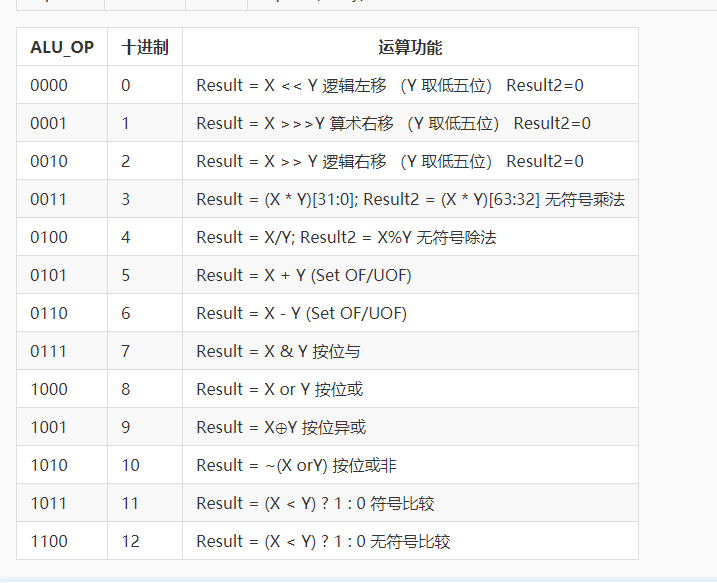 ALU_OP 十进制 运算功能
0000 0 Result = X << Y 逻辑左移 （Y 取低五位） Result2=0
0001 1 Result = X >>>Y 算术右移 （Y 取低五位） Result2=0
0010 2 Result = X >> Y 逻辑右移 （Y 取低五位） Result2=0
0011 3 Result = (X * Y)[31:0]; Result2 = (X * Y)[63:32] 无符号乘法
0100 4 Result = X/Y; Result2 = X%Y 无符号除法
0101 5 Result = X + Y (Set OF/UOF)
0110 6 Result = X - Y (Set OF/UOF)
0111 7 Result = X & Y 按位与
1000 8 Result = X or Y 按位或
1001 9 Result = X⊕Y 按位异或
1010 10 Result = ~(X orY) 按位或非
1011 11 Result = (X < Y) ? 1 : 0 符号比较
1100 12 Result = (X < Y) ? 1 : 0 无符号比较